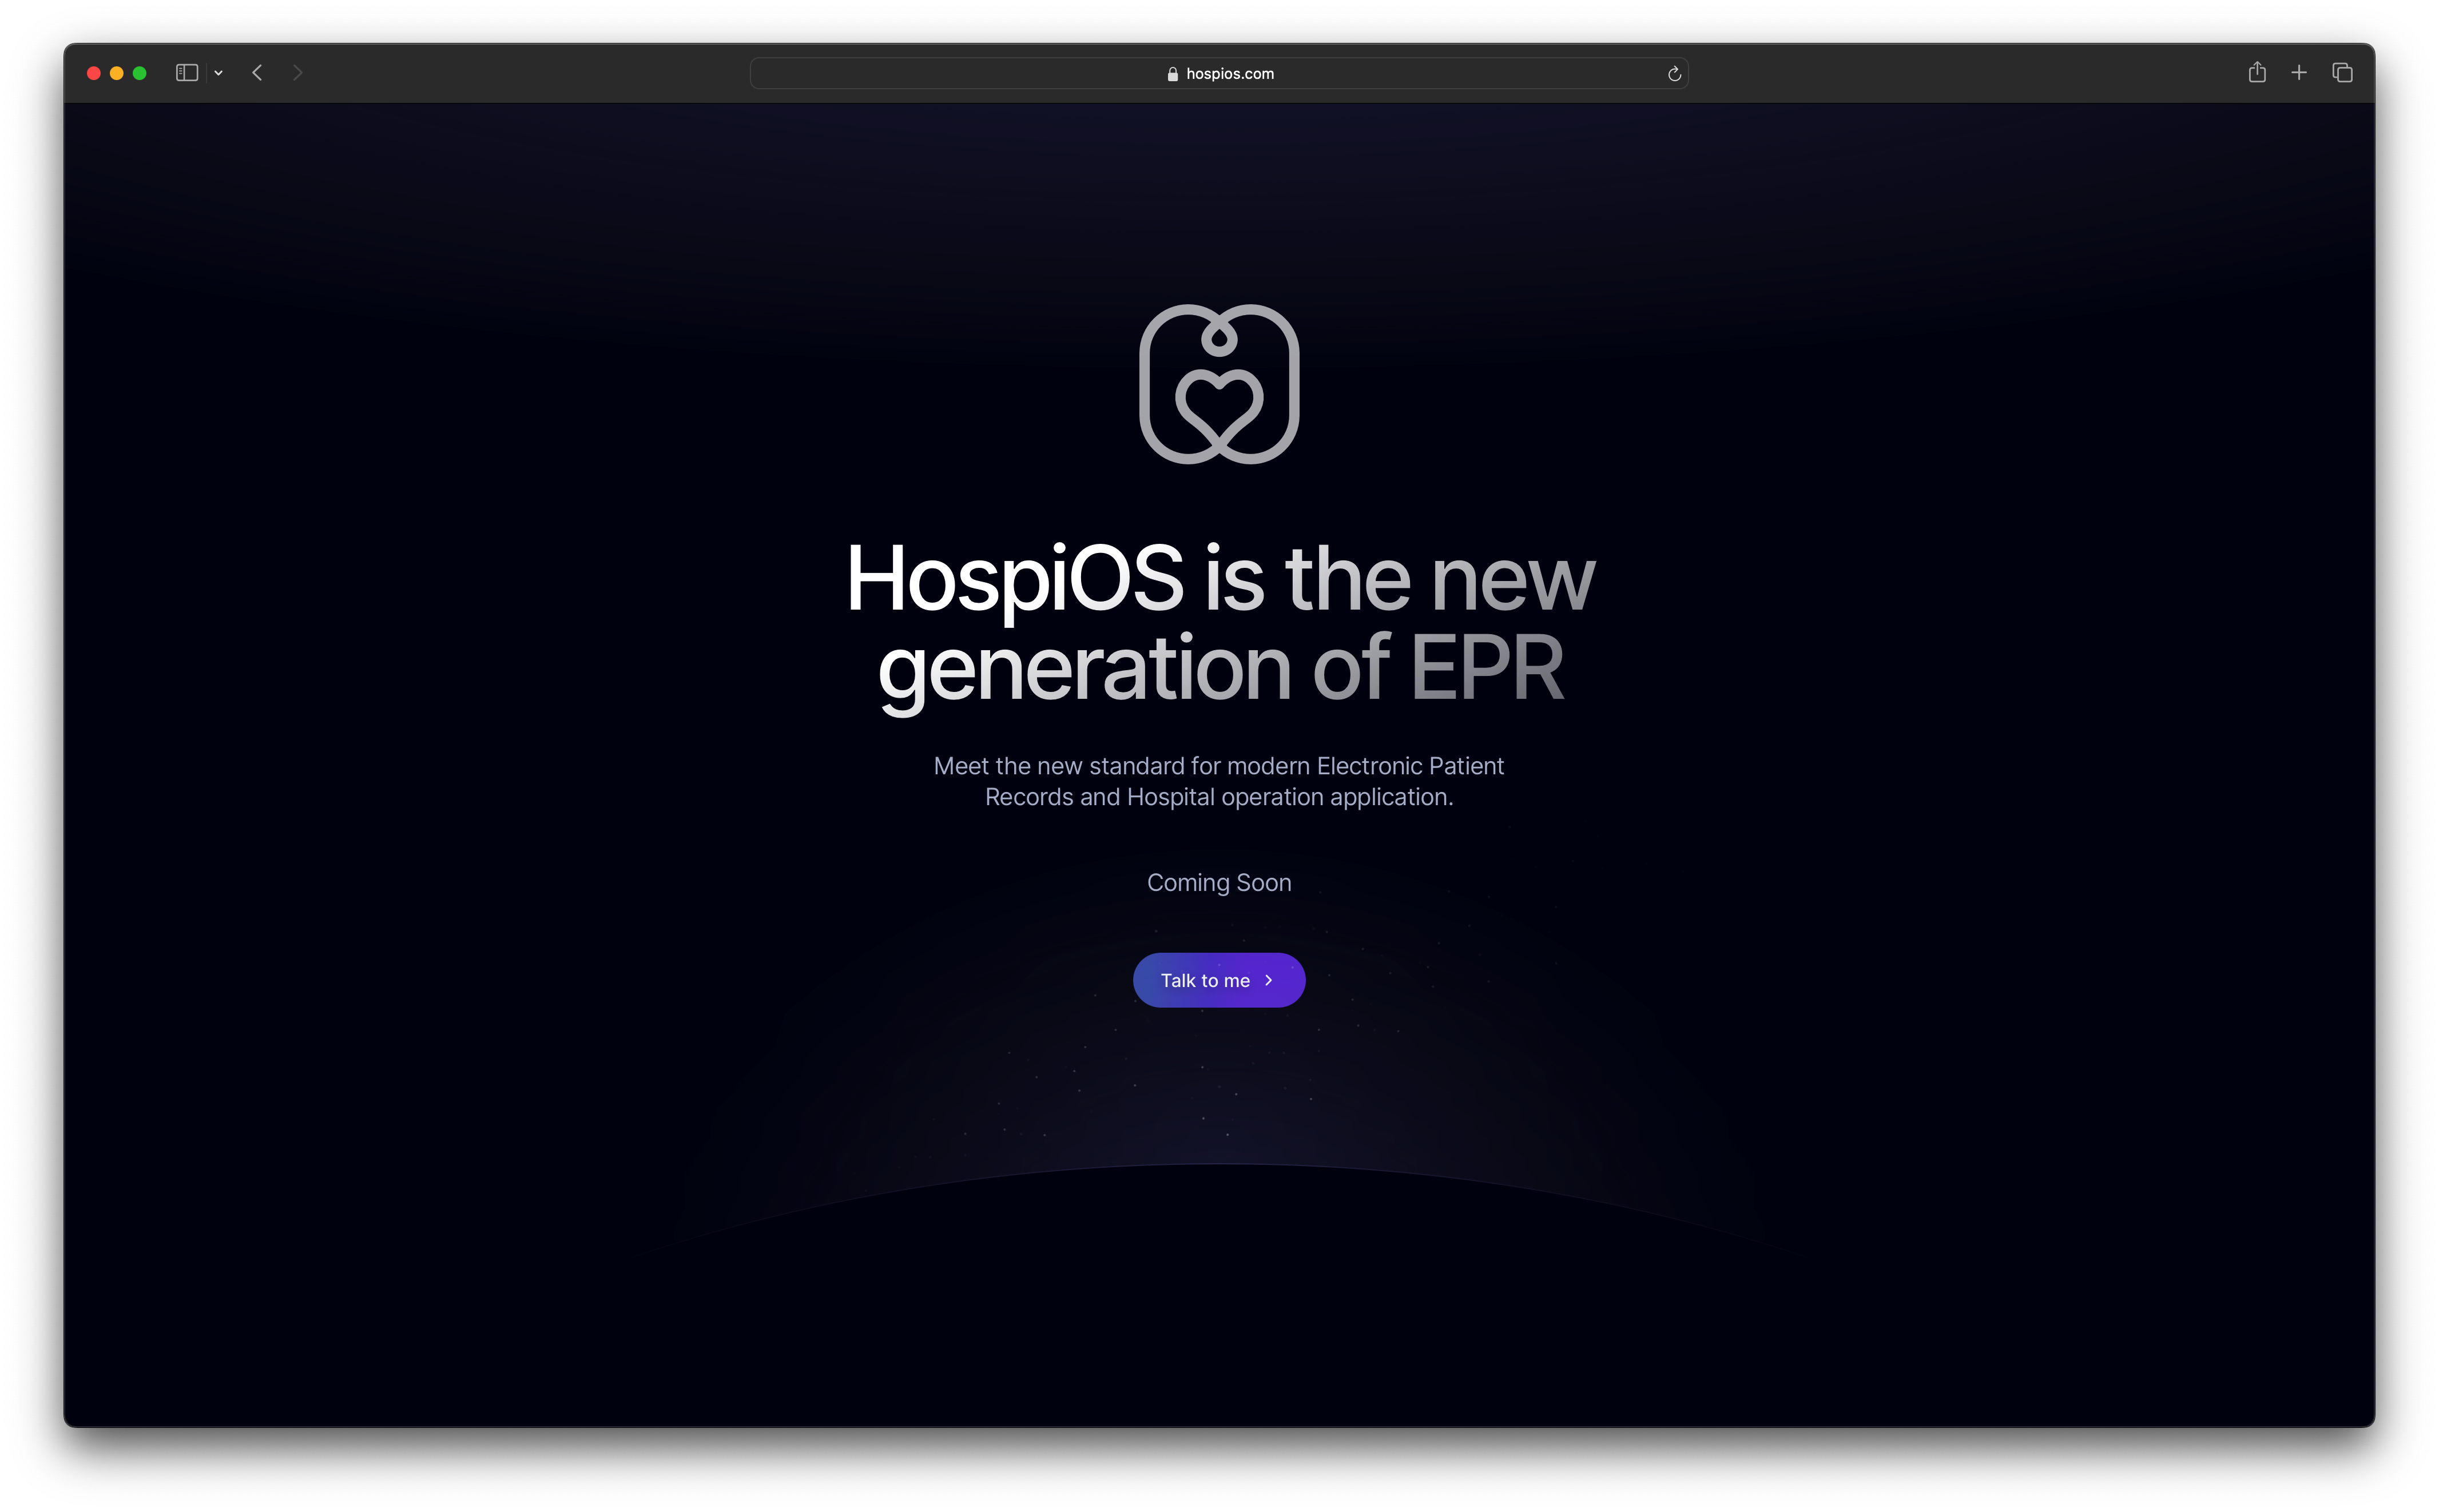 hospios.com
HospiOS is the new
generation of EPR
Meet the new standard for modern Electronic Patient
Records and Hospital operation application.
Coming Soon
Talk to me